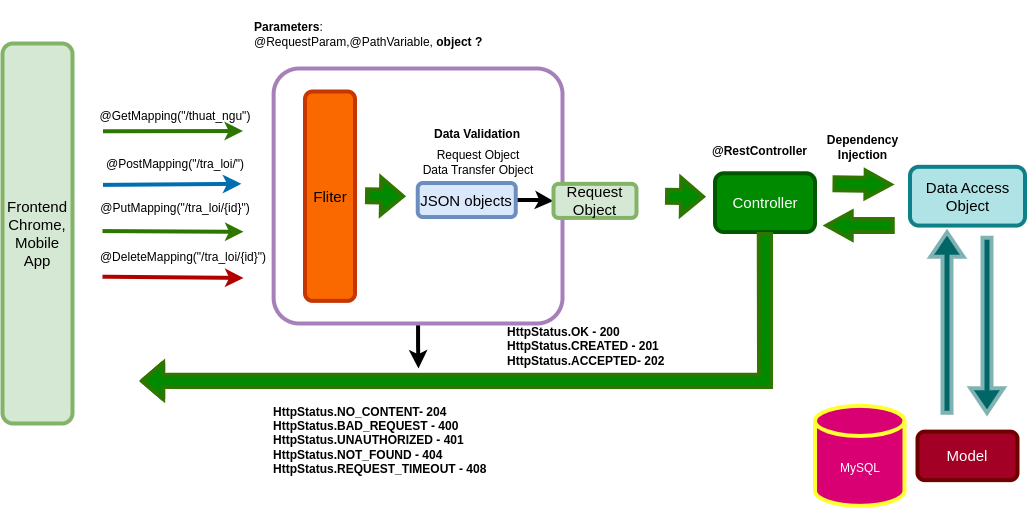 Parameters:
@RequestParam,@PathVariable, object ?
Frontend
Chrome,
Mobile
App
@GetMapping("/thuat_ngu")
@PostMapping("/tra_loi/")
@PutMapping("/tra_loi/{id}")
@DeleteMapping("/tra_loi/{id}")
Fliter
Data Validation
Request Object
Data Transfer Object
JSON objects
Request
Object
@RestController
Controller
Dependency
Injection
Data Access
Object
HttpStatus.OK - 200
HttpStatus.CREATED - 201
HttpStatus.ACCEPTED- 202
HttpStatus.NO_CONTENT- 204
HttpStatus.BAD_REQUEST - 400
HttpStatus.UNAUTHORIZED - 401
HttpStatus.NOT_FOUND - 404
HttpStatus.REQUEST_TIMEOUT - 408
MySQL
Model